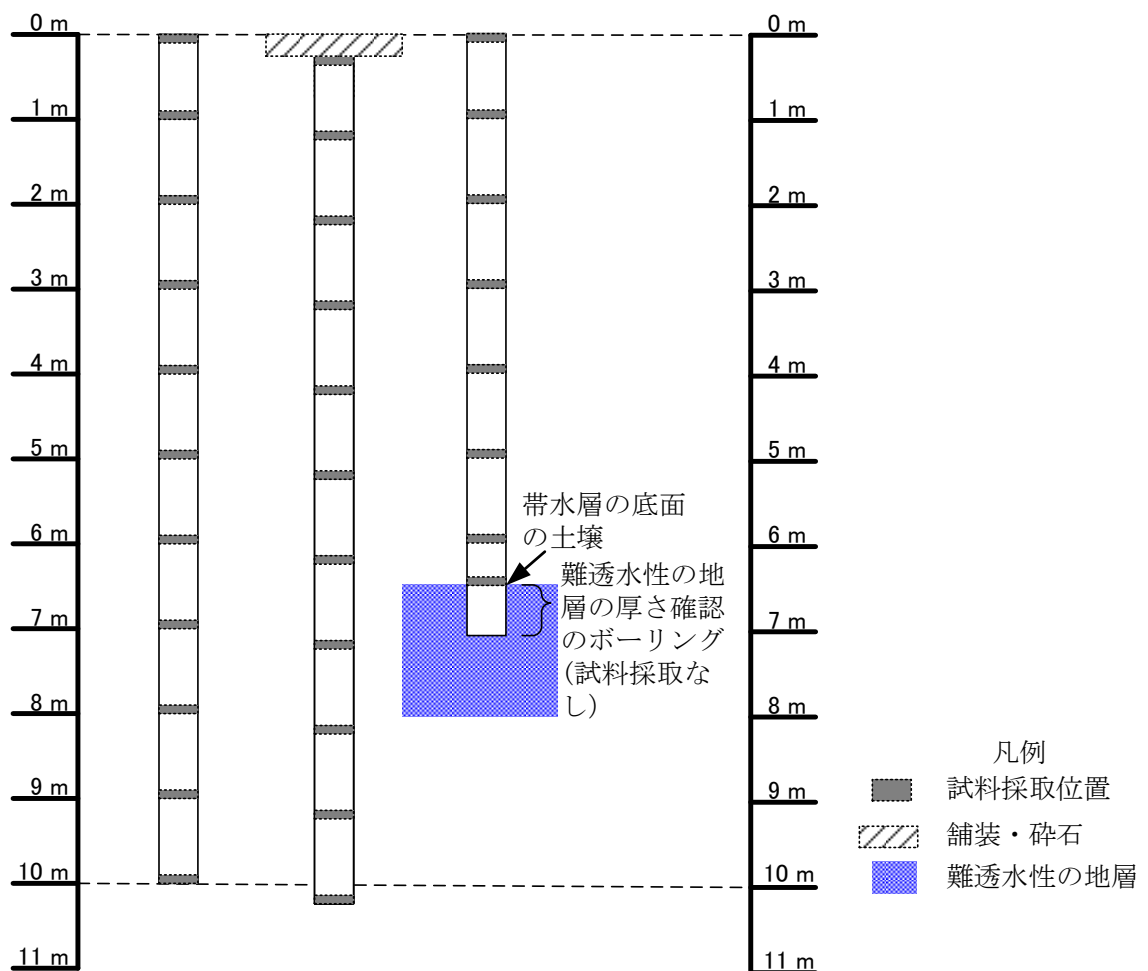 0 m
1 m
2 m
3 m
4 m
5 m
6 m
7 m
8 m
9 m
10 m
11 m
帯水層の底面
の土壌
難透水性の地
層の厚さ確認
のボーリング
(試料採取な
し)
0 m
1 m
2 m
3 m
4 m
5 m
6 m
7 m
8 m
9 m
10 m
11 m
凡例
試料採取位置
舗装・砕石
難透水性の地層